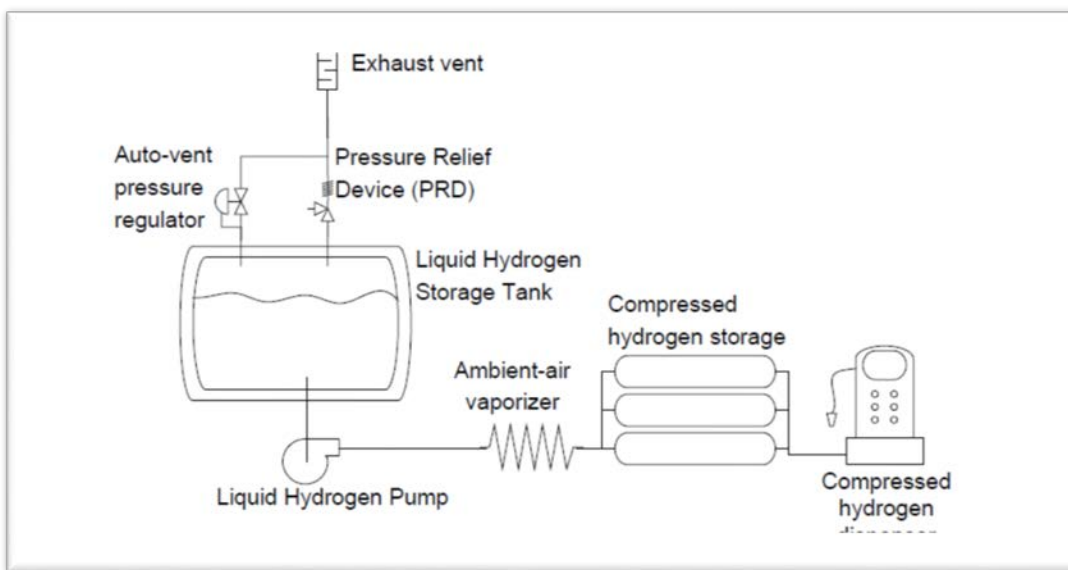 Exhaust vent
Auto-vent
pressure
regulator
Pressure Relief
Device (PRD)
Liquid Hydrogen
Storage Tank
Compressed
hydrogen storage
Ambient-air
vaporizer
Liquid Hydrogen Pump
Compressed
hydrogen